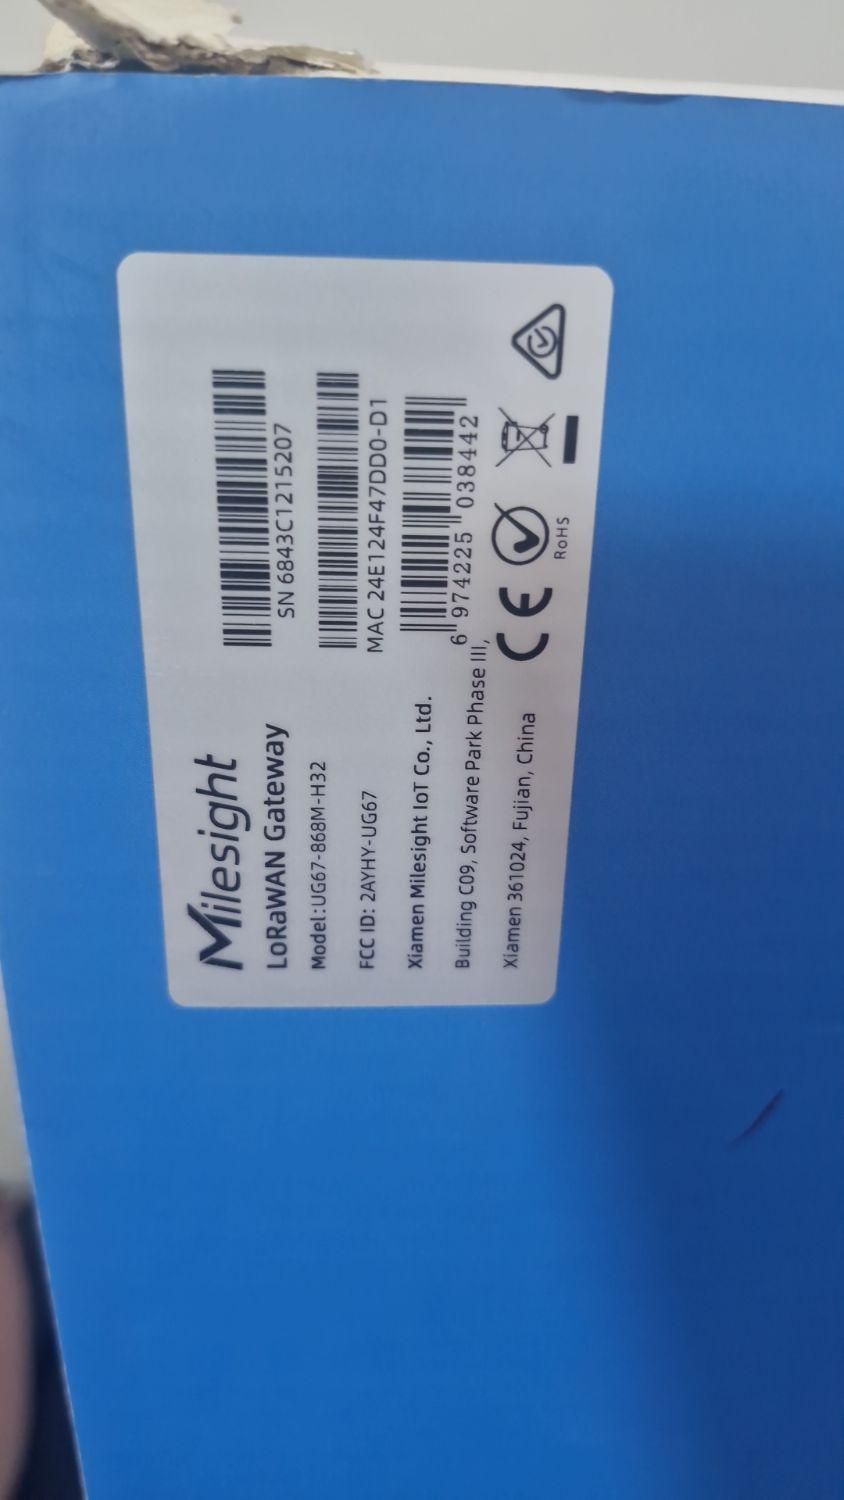 Milesight
LoRaWAN Gateway
Model:UG67-868M-H32
FCC ID: 2AYHY-UG67
Xiamen Milesight IoT Co., Ltd.
Building C09, Software Park Phase III,
Xiamen 361024, Fujian, China
SN 6843C1215207
MAC 24E124F47DD0-D1
6 974225 038442
CE
RoHS